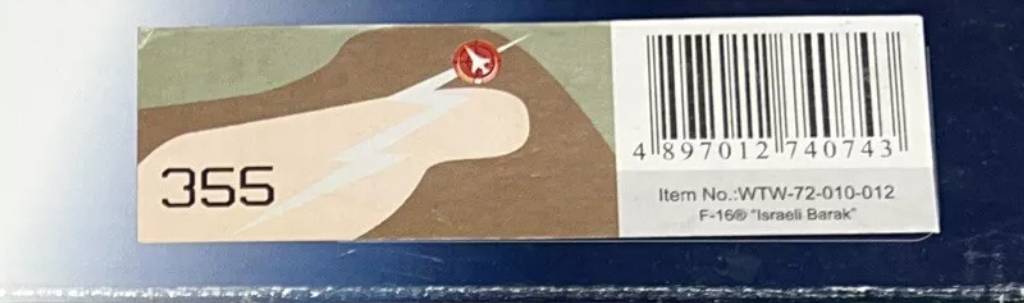 355
4 897012 740743
Item No.:WTW-72-010-012
F-16® "Israeli Barak"